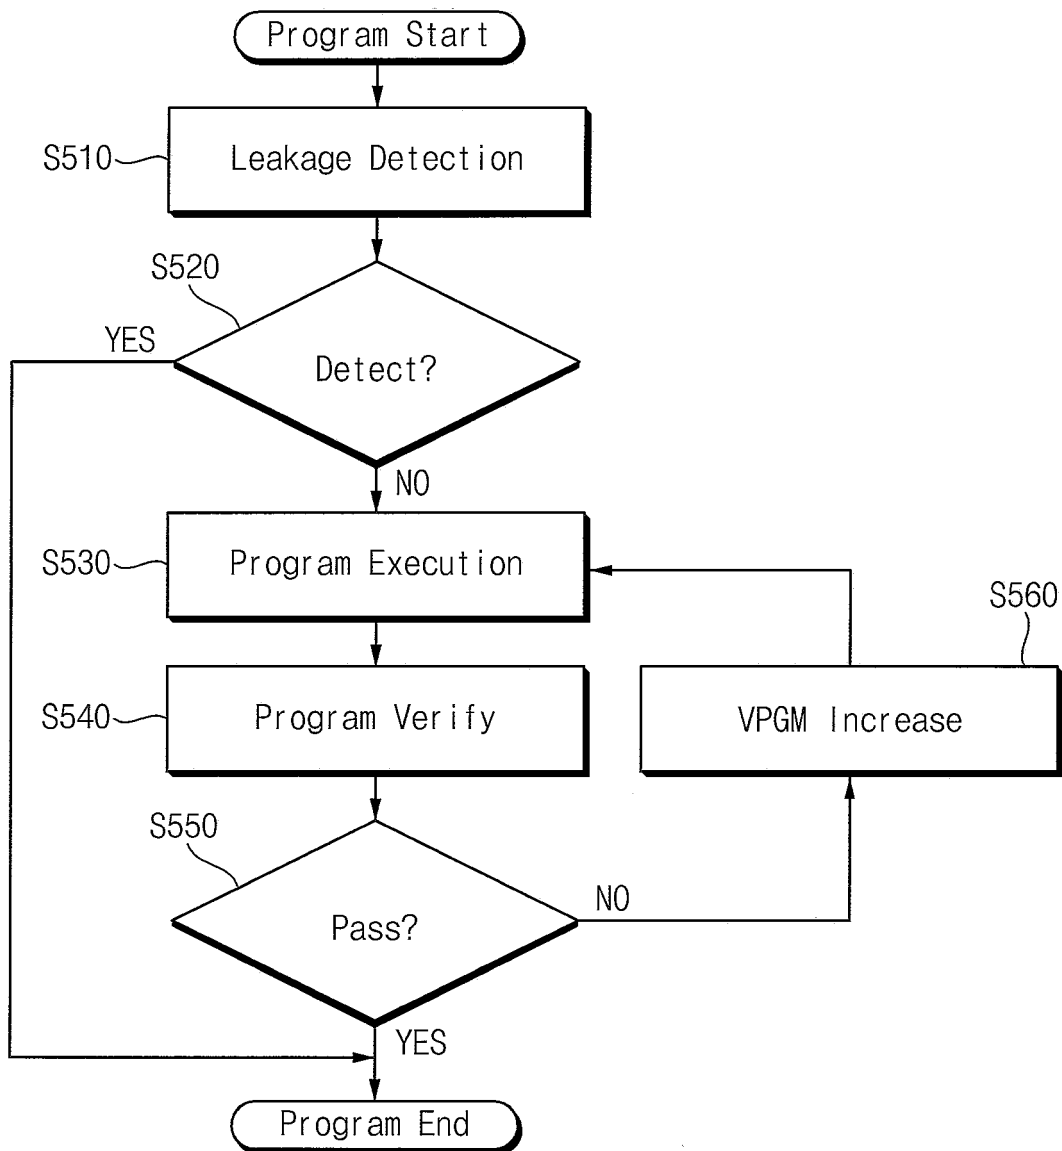 Program Start
S510
Leakage Detection
S520
YES
Detect?
NO
S530
Program Execution
S560
S540
Program Verify
VPGM Increase
S550
NO
Pass?
YES
Program End